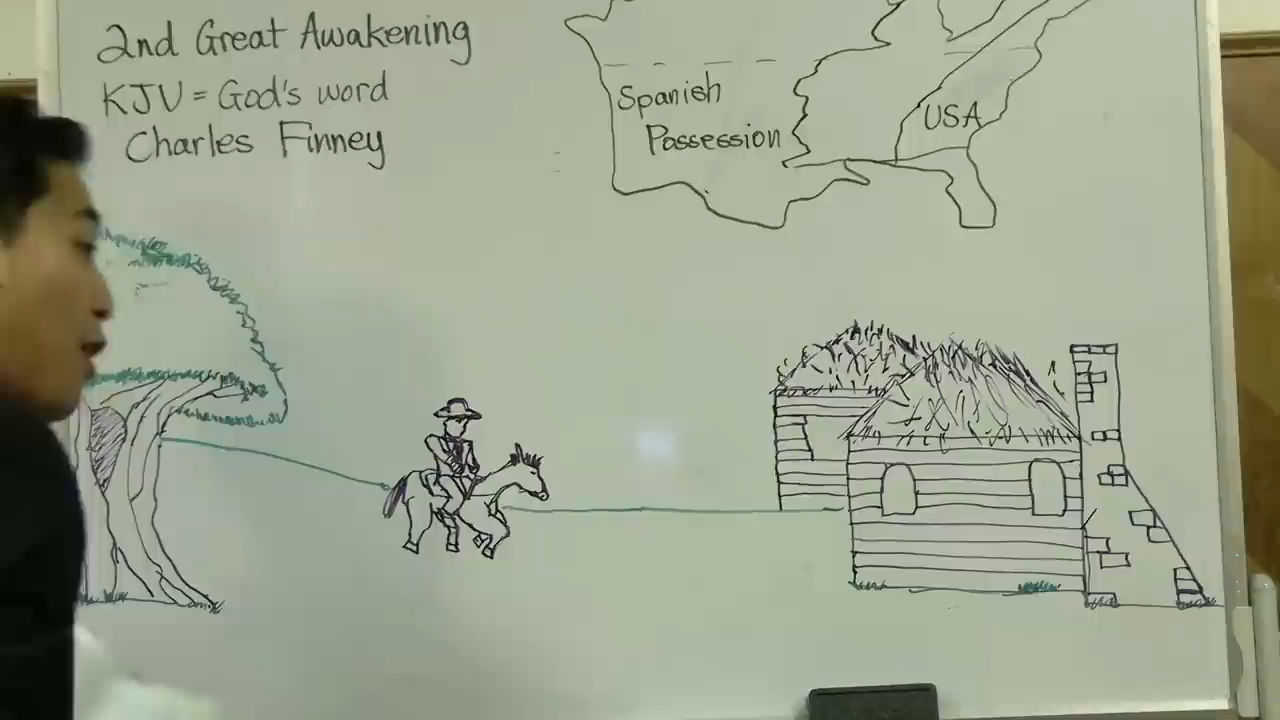 2nd Great Awakening
KJV = God's word
Charles Finney
Spanish
Possession
USA